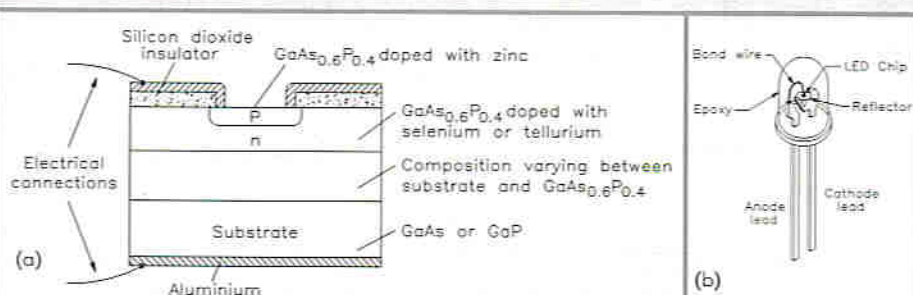 Silicon dioxide
insulator
GaAs0.6P0.4 doped with zinc
P
n
GaAs0.6P0.4 doped with
selenium or tellurium
Electrical
connections
Composition varying between
substrate and GaAs0.6P0.4
Substrate
GaAs or GaP
(a)
Aluminium
Bond wire
LED Chip
Epoxy
Reflector
Anode
lead
Cathode
lead
(b)